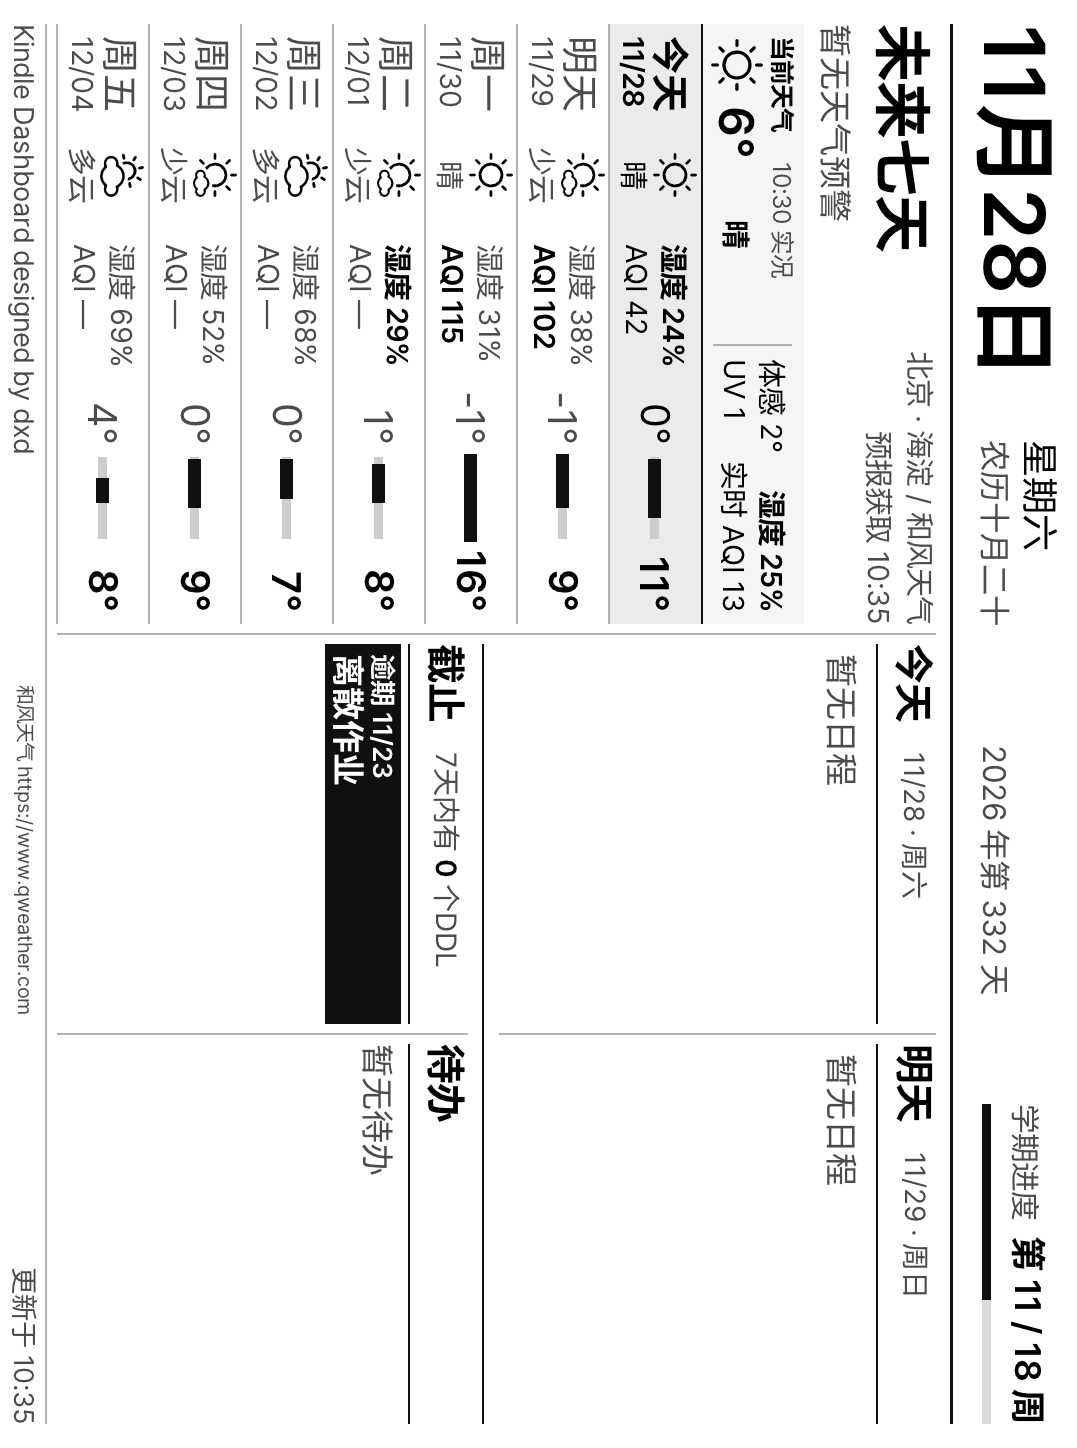 11月28日
星期六
农历十月二十
2026 年第 332 天
学期进度 第 11 / 18 周
未来七天
北京 · 海淀 / 和风天气
预报获取 10:35
暂无天气预警
当前天气 10:30 实况
6° 晴
体感 2° 湿度 25%
UV 1 实时 AQI 13
今天 11/28 晴 湿度 24% AQI 42 0° 11°
明天 11/29 少云 湿度 38% AQI 102 -1° 9°
周一 11/30 晴 湿度 31% AQI 115 -1° 16°
周二 12/01 少云 湿度 29% AQI — 1° 8°
周三 12/02 多云 湿度 68% AQI — 0° 7°
周四 12/03 少云 湿度 52% AQI — 0° 9°
周五 12/04 多云 湿度 69% AQI — 4° 8°
今天 11/28 · 周六
暂无日程
明天 11/29 · 周日
暂无日程
截止 7天内有 0 个DDL
逾期 11/23
离散作业
待办
暂无待办
Kindle Dashboard designed by dxd
和风天气 https://www.qweather.com
更新于 10:35